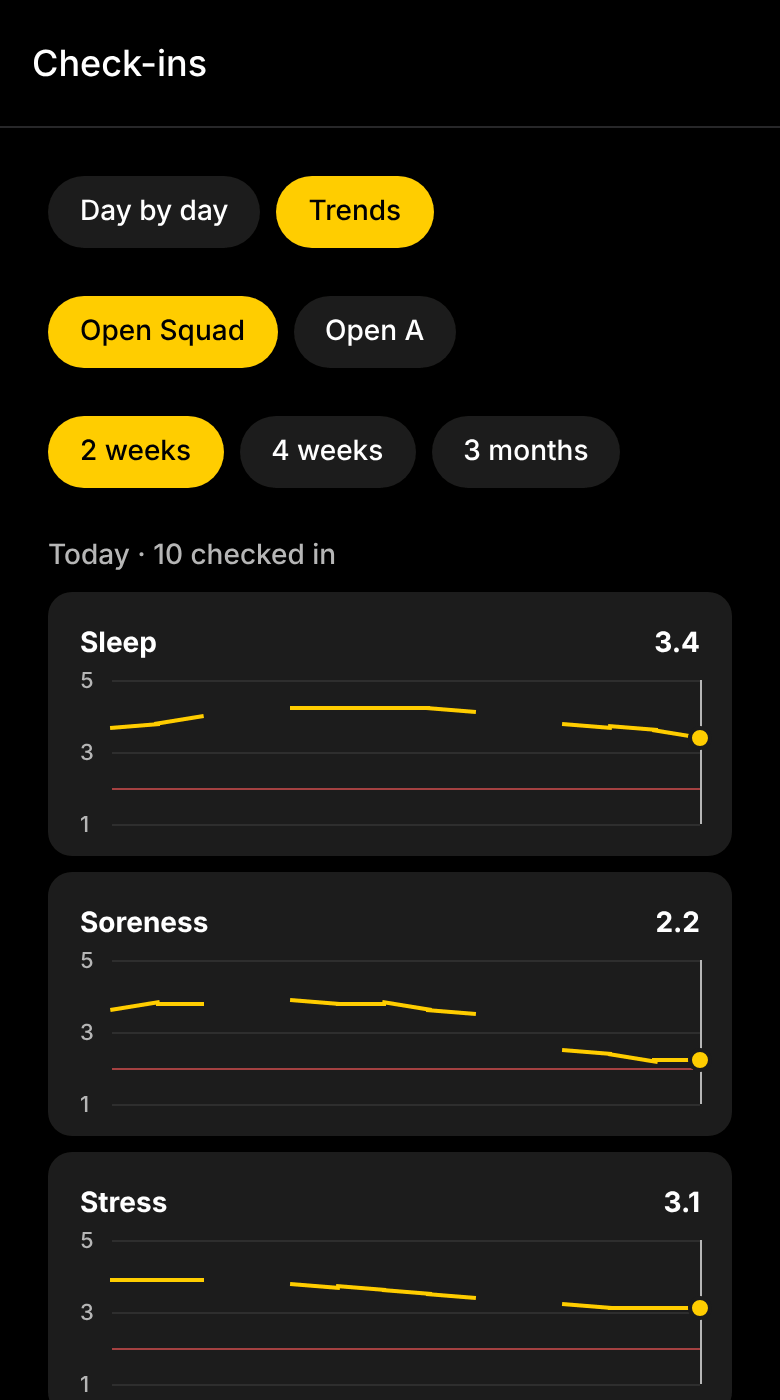 Check-ins
Day by day Trends
Open Squad Open A
2 weeks 4 weeks 3 months
Today · 10 checked in
Sleep 3.4
5
3
1
Soreness 2.2
5
3
1
Stress 3.1
5
3
1